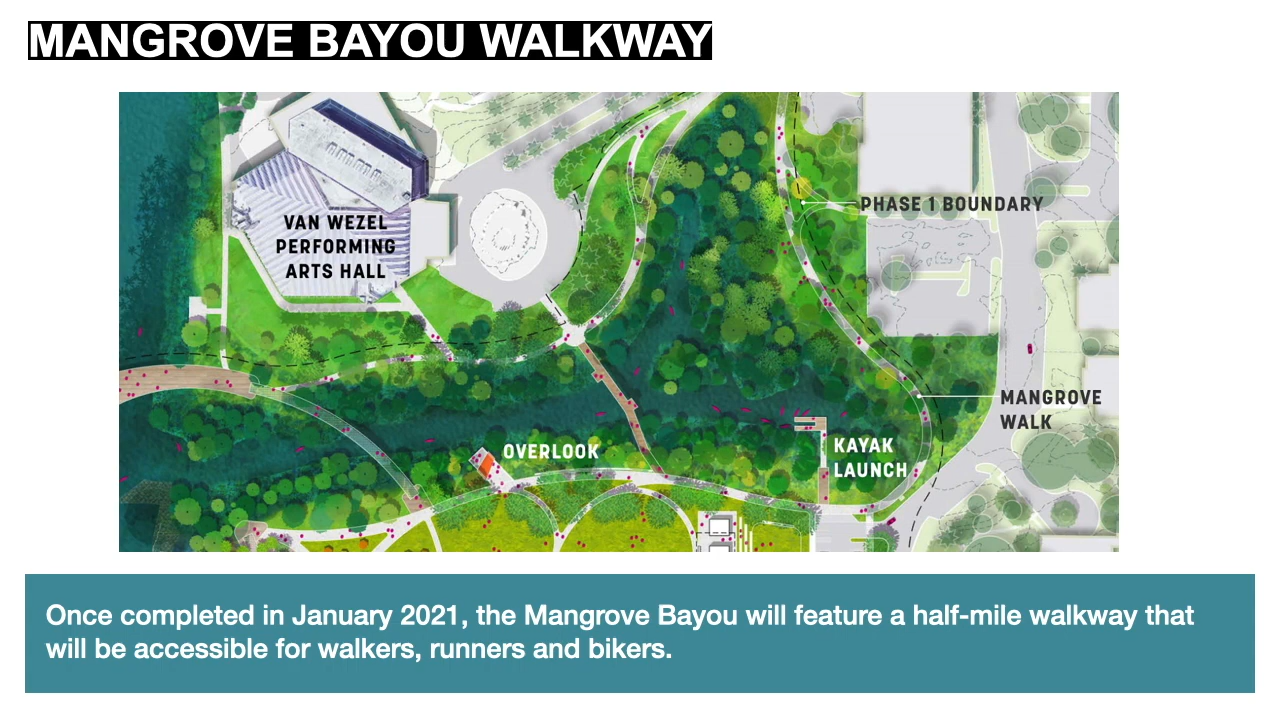 MANGROVE BAYOU WALKWAY
VAN WEZEL
PERFORMING
ARTS HALL
PHASE 1 BOUNDARY
MANGROVE
WALK
OVERLOOK
KAYAK
LAUNCH
Once completed in January 2021, the Mangrove Bayou will feature a half-mile walkway that
will be accessible for walkers, runners and bikers.